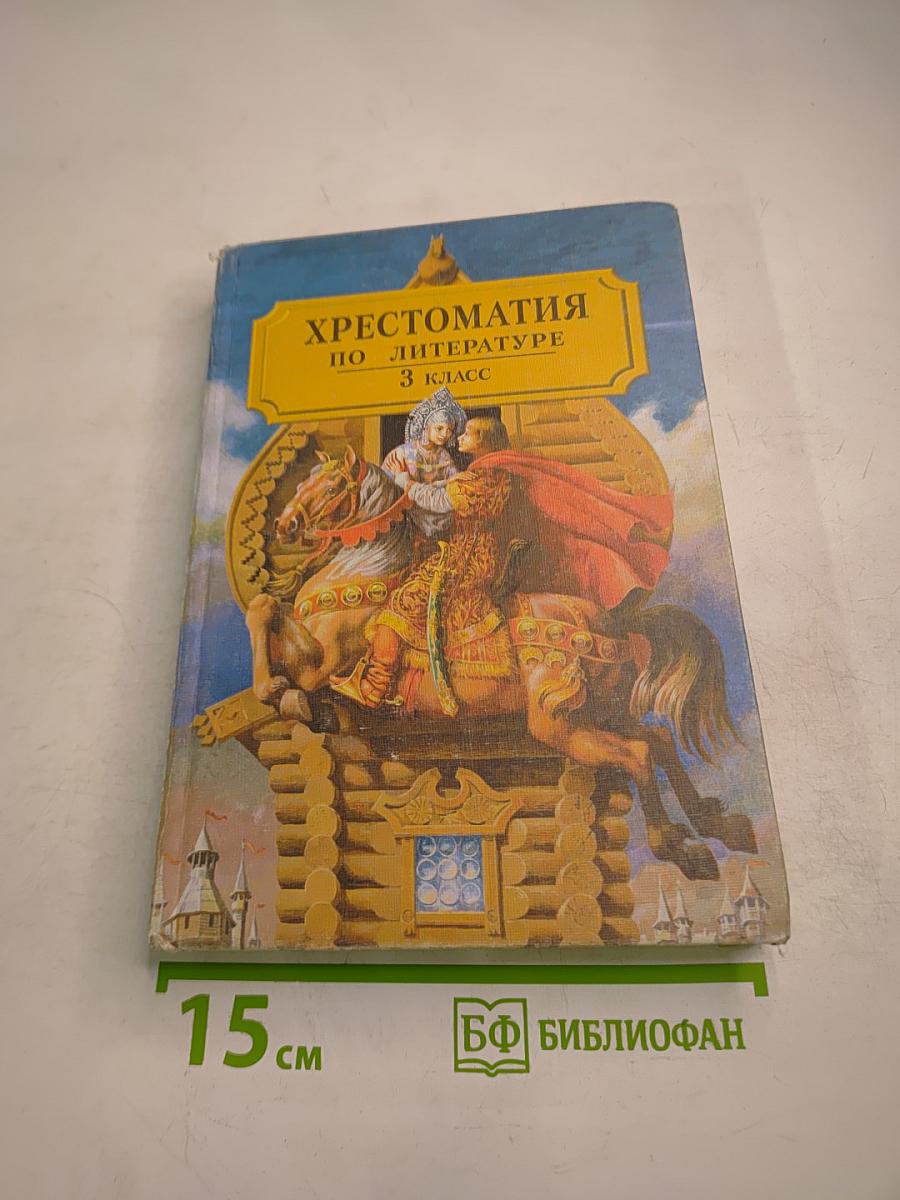 ХРЕСТОМАТИЯ
ПО ЛИТЕРАТУРЕ
3 КЛАСС
15 см
БФ БИБЛИОФАН